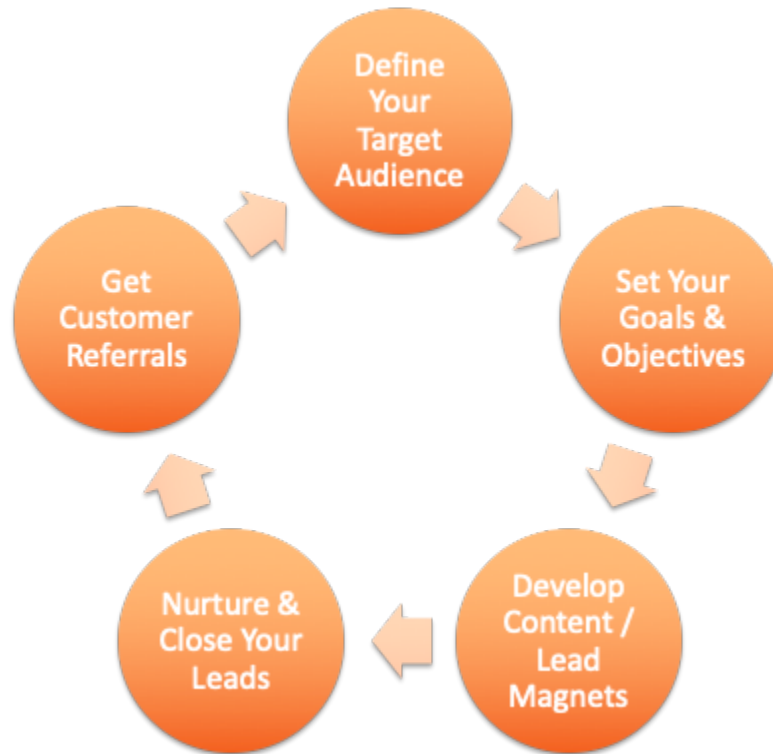 Define
Your
Target
Audience
Set Your
Goals &
Objectives
Develop
Content /
Lead
Magnets
Nurture &
Close Your
Leads
Get
Customer
Referrals